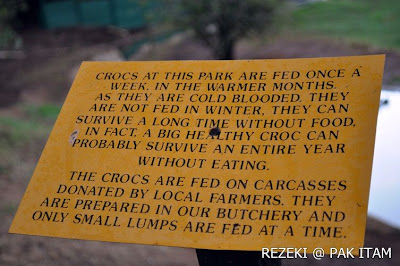 CROCS AT THIS PARK ARE FED ONCE A
WEEK, IN THE WARMER MONTHS.
AS THEY ARE COLD BLOODED, THEY
ARE NOT FED IN WINTER, THEY CAN
SURVIVE A LONG TIME WITHOUT FOOD,
IN FACT, A BIG HEALTHY CROC CAN
PROBABLY SURVIVE AN ENTIRE YEAR
WITHOUT EATING.
THE CROCS ARE FED ON CARCASSES
DONATED BY LOCAL FARMERS. THEY
ARE PREPARED IN OUR BUTCHERY AND
ONLY SMALL LUMPS ARE FED AT A TIME.
REZEKI @ PAK ITAM